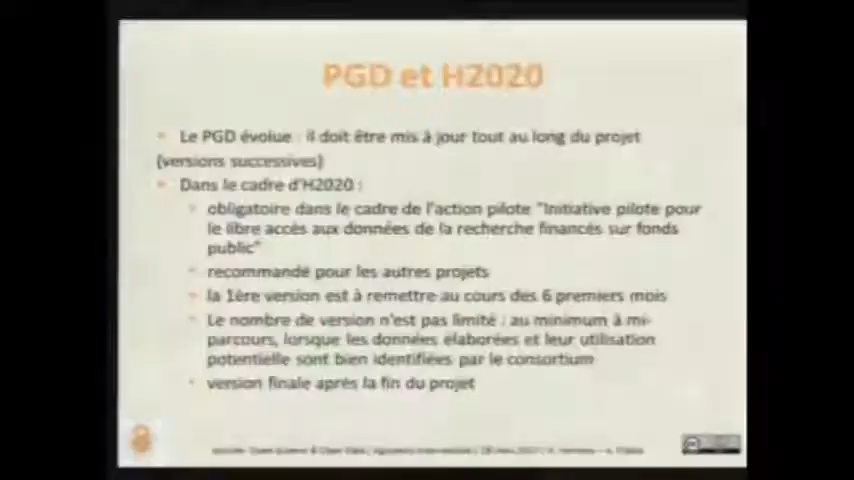 PGD et H2020
Le PGD évolue : il doit être mis à jour tout au long du projet
(versions successives)
Dans le cadre d'H2020 :
obligatoire dans le cadre de l'action pilote "Initiative pilote pour
le libre accès aux données de la recherche financés sur fonds
public"
recommandé pour les autres projets
la 1ère version est à remettre au cours des 6 premiers mois
Le nombre de version n'est pas limité : au minimum à mi-
parcours, lorsque les données élaborées et leur utilisation
potentielle sont bien identifiées par le consortium
version finale après la fin du projet
Open Science & Open Data